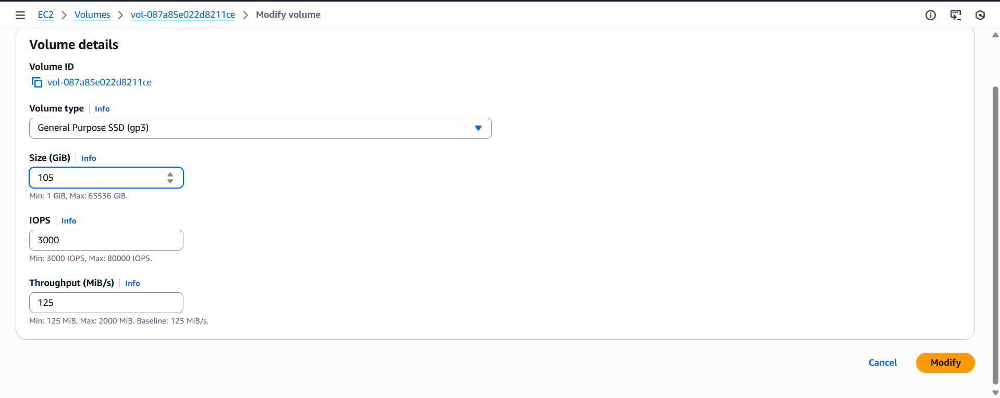 EC2 Volumes vol-087a85e022d8211ce Modify volume
Volume details
Volume ID
vol-087a85e022d8211ce
Volume type Info
General Purpose SSD (gp3)
Size (GiB) Info
105
Min: 1 GiB, Max: 65536 GiB.
IOPS Info
3000
Min: 3000 IOPS, Max: 80000 IOPS.
Throughput (MiB/s) Info
125
Min: 125 MiB, Max: 2000 MiB. Baseline: 125 MiB/s.
Cancel Modify